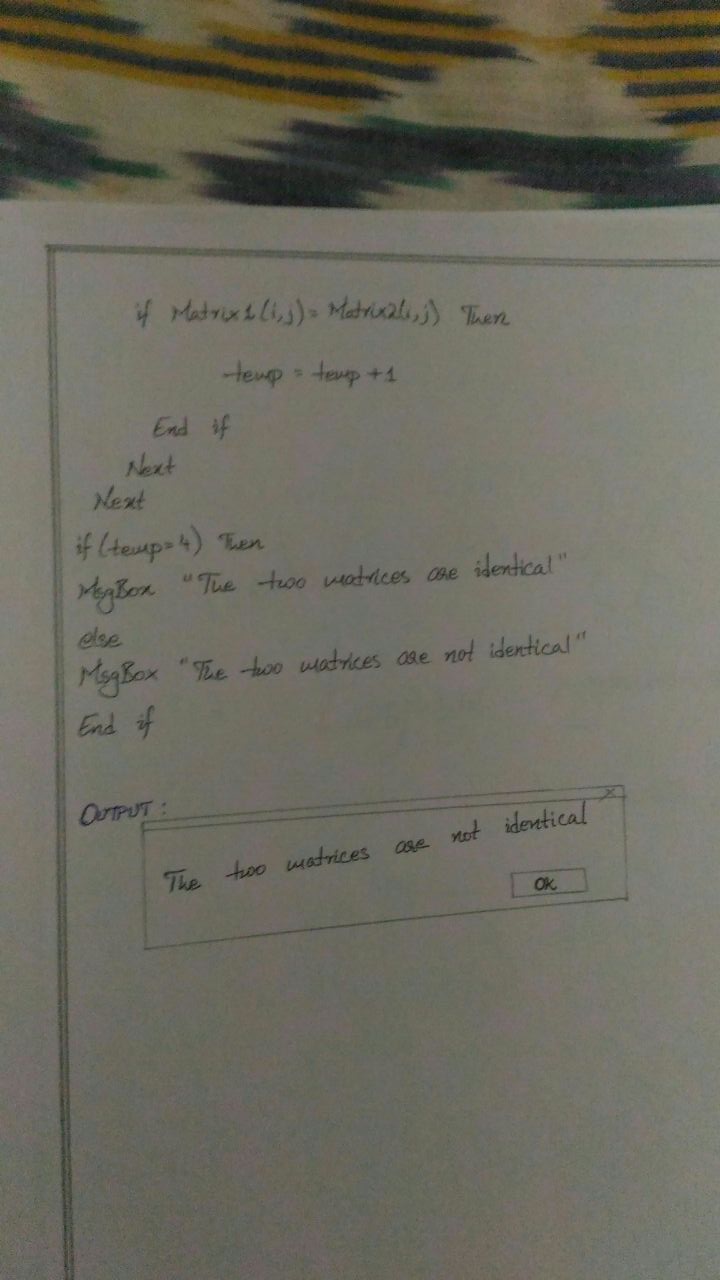 if Matrix1(i,j)= Matrix2(i,j) Then
temp = temp +1
End if
Next
Next
if (temp=4) Then
MsgBox "The two matrices are identical"
else
MsgBox "The two matrices are not identical"
End if
OUTPUT :
X
The two matrices are not identical
OK